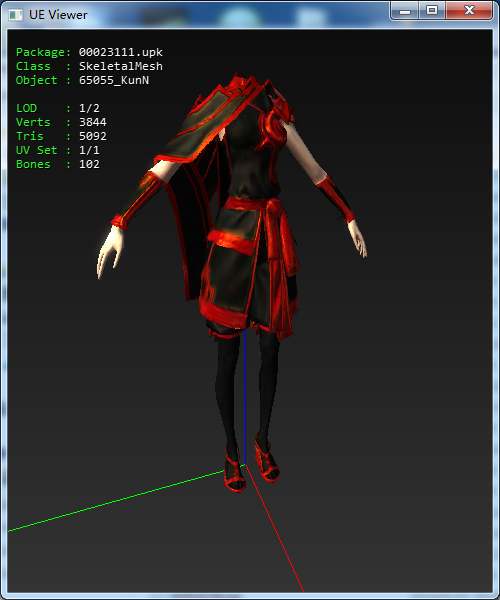 UE Viewer
Package: 00023111.upk
Class : SkeletalMesh
Object : 65055_KunN
LOD : 1/2
Verts : 3844
Tris : 5092
UV Set : 1/1
Bones : 102